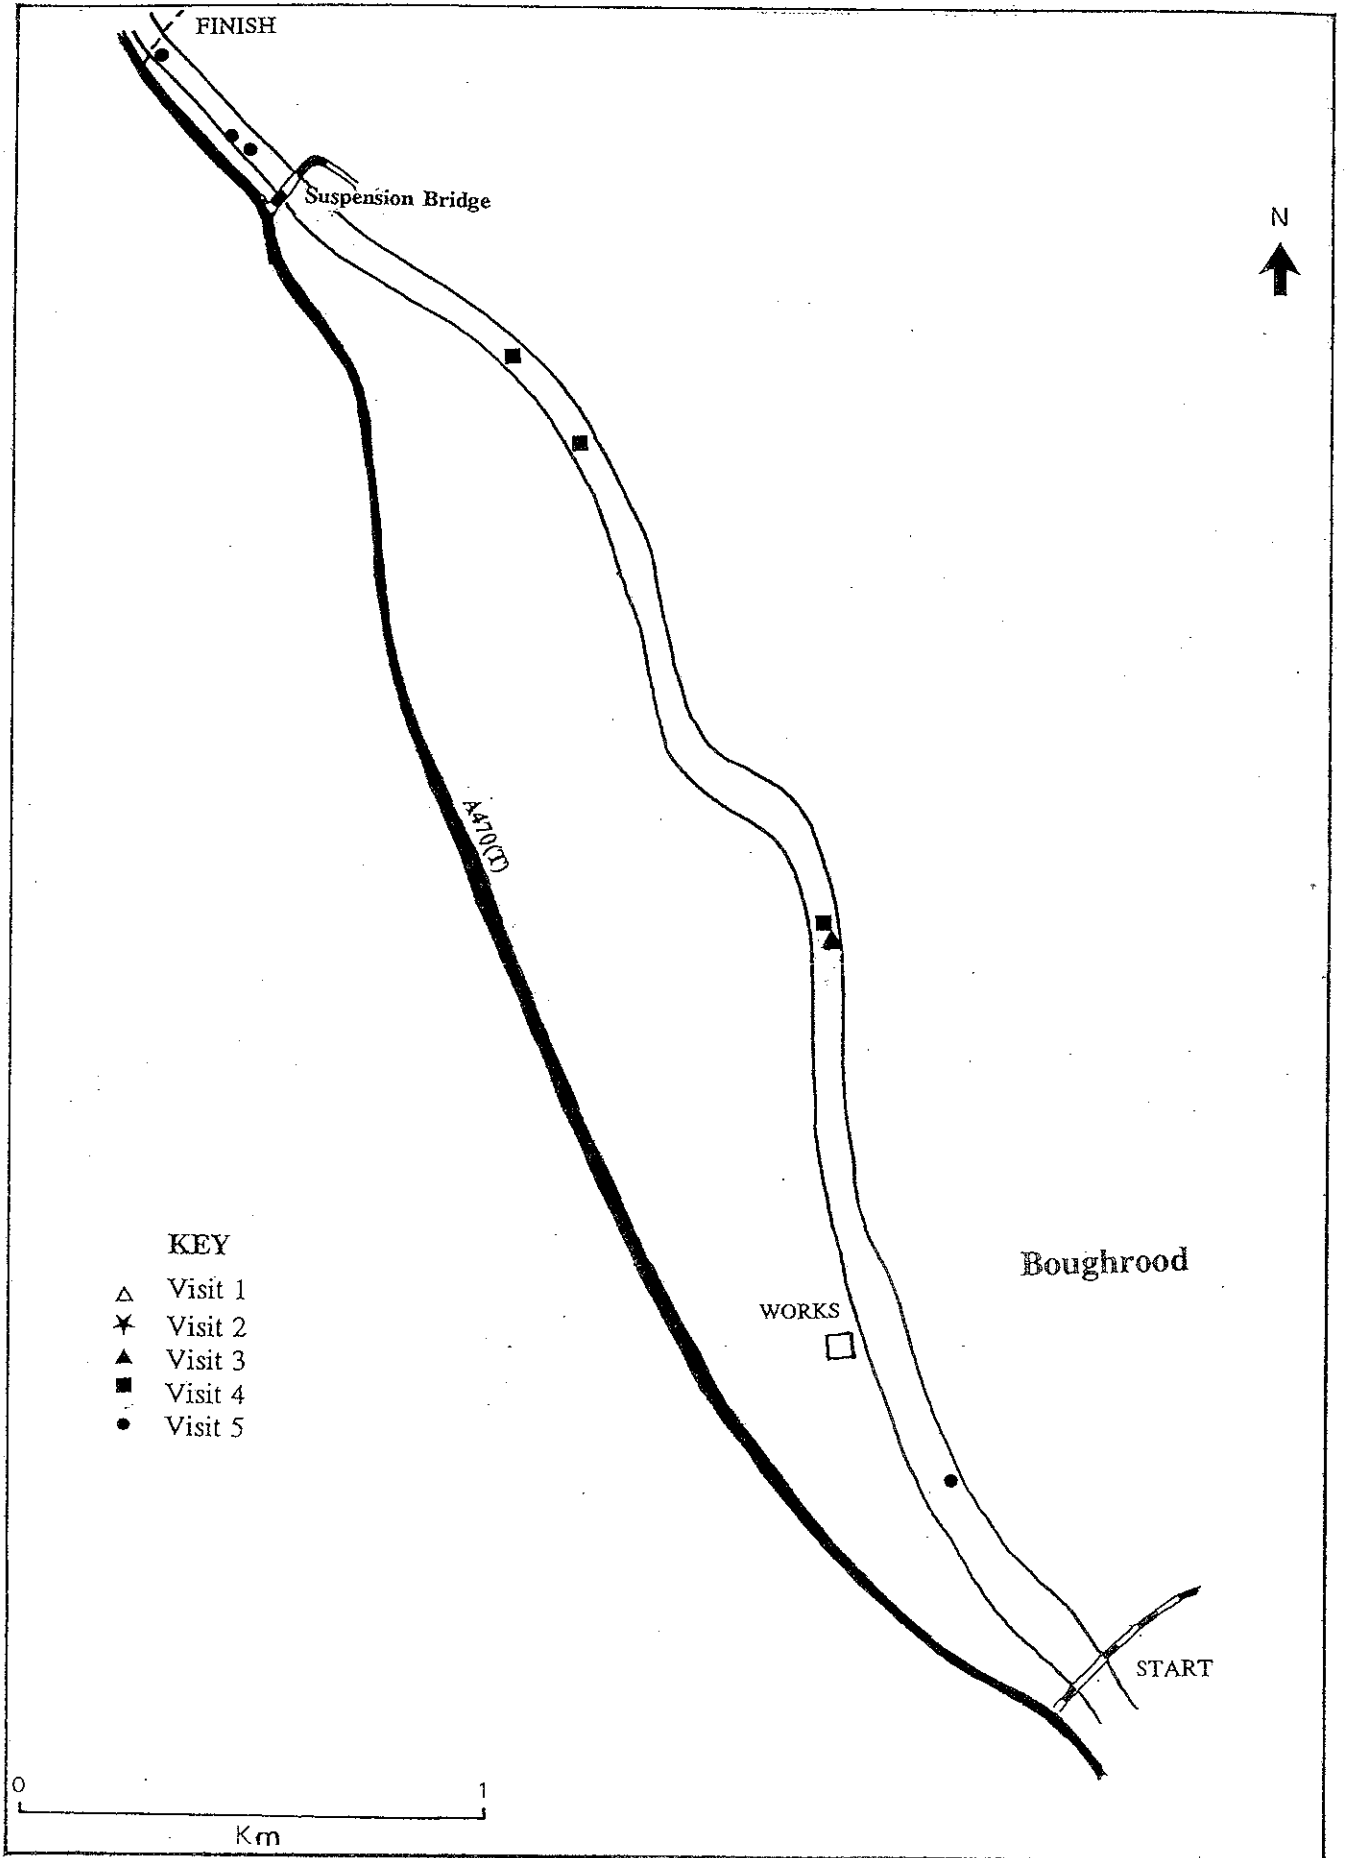 FINISH
Suspension Bridge
N
A470(T)
KEY
Visit 1
Visit 2
Visit 3
Visit 4
Visit 5
Boughrood
WORKS
START
0 1
Km